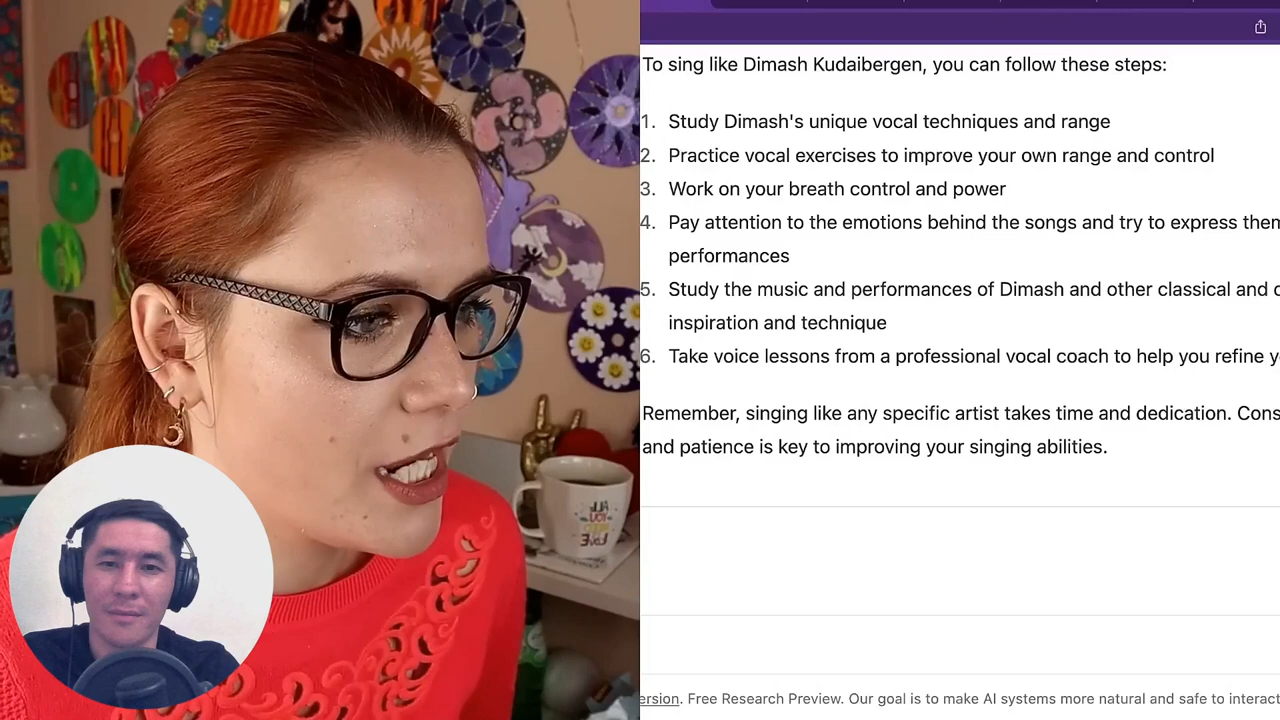 To sing like Dimash Kudaibergen, you can follow these steps:
1. Study Dimash's unique vocal techniques and range
2. Practice vocal exercises to improve your own range and control
3. Work on your breath control and power
4. Pay attention to the emotions behind the songs and try to express
performances
5. Study the music and performances of Dimash and other classical and
inspiration and technique
6. Take voice lessons from a professional vocal coach to help you refine
Remember, singing like any specific artist takes time and dedication.
and patience is key to improving your singing abilities.
ersion. Free Research Preview. Our goal is to make AI systems more natural and safe to interact
ALL
YOU
LOVE